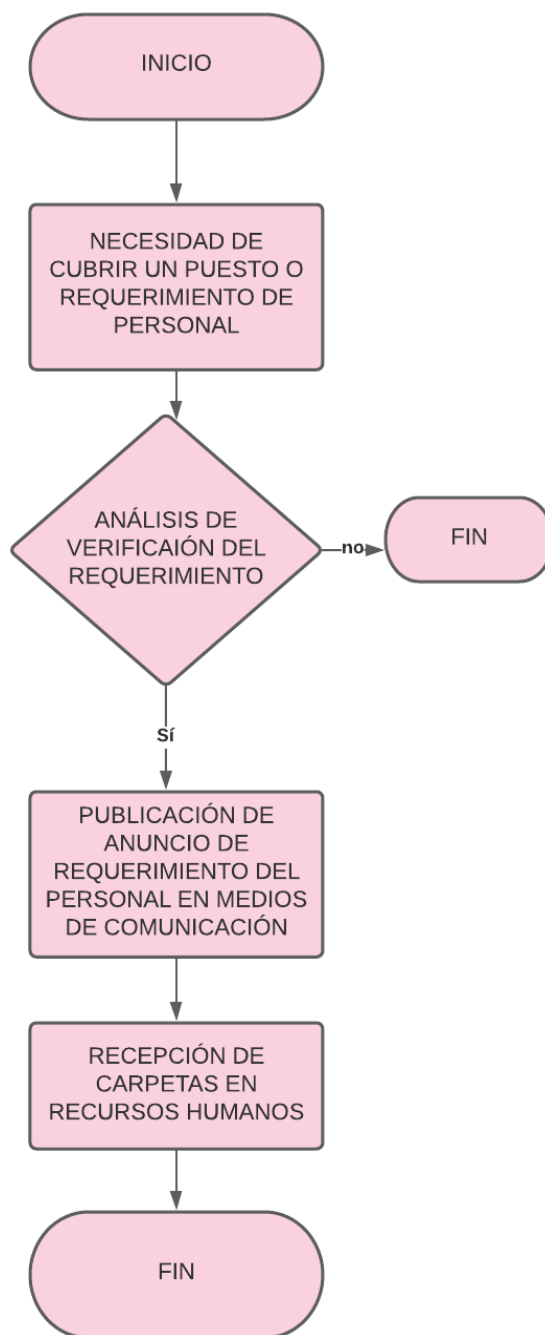 INICIO
NECESIDAD DE
CUBRIR UN PUESTO O
REQUERIMIENTO DE
PERSONAL
ANÁLISIS DE
VERIFICAIÓN DEL
REQUERIMIENTO
no
FIN
Sí
PUBLICACIÓN DE
ANUNCIO DE
REQUERIMIENTO DEL
PERSONAL EN MEDIOS
DE COMUNICACIÓN
RECEPCIÓN DE
CARPETAS EN
RECURSOS HUMANOS
FIN